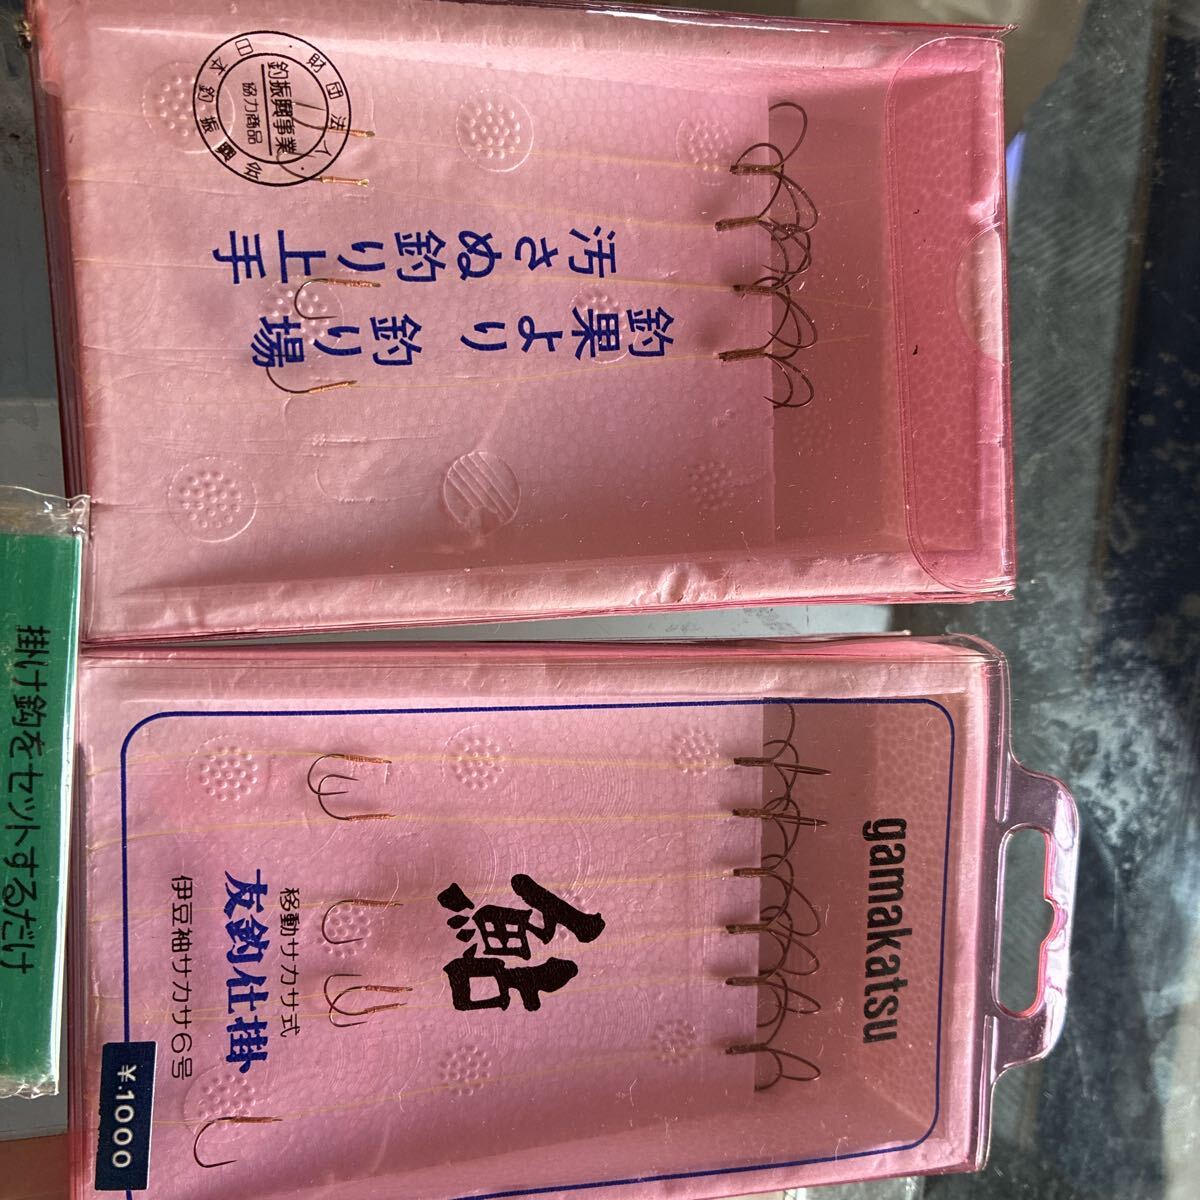 財団法人
日本釣振興会
釣振興事業
協力商品
釣果より 釣り場
汚さぬ釣り上手
gamakatsu
鮎
移動サカサ式
友釣仕掛
伊豆袖サカサ6号
¥.1000
掛け鈎をセットするだけ